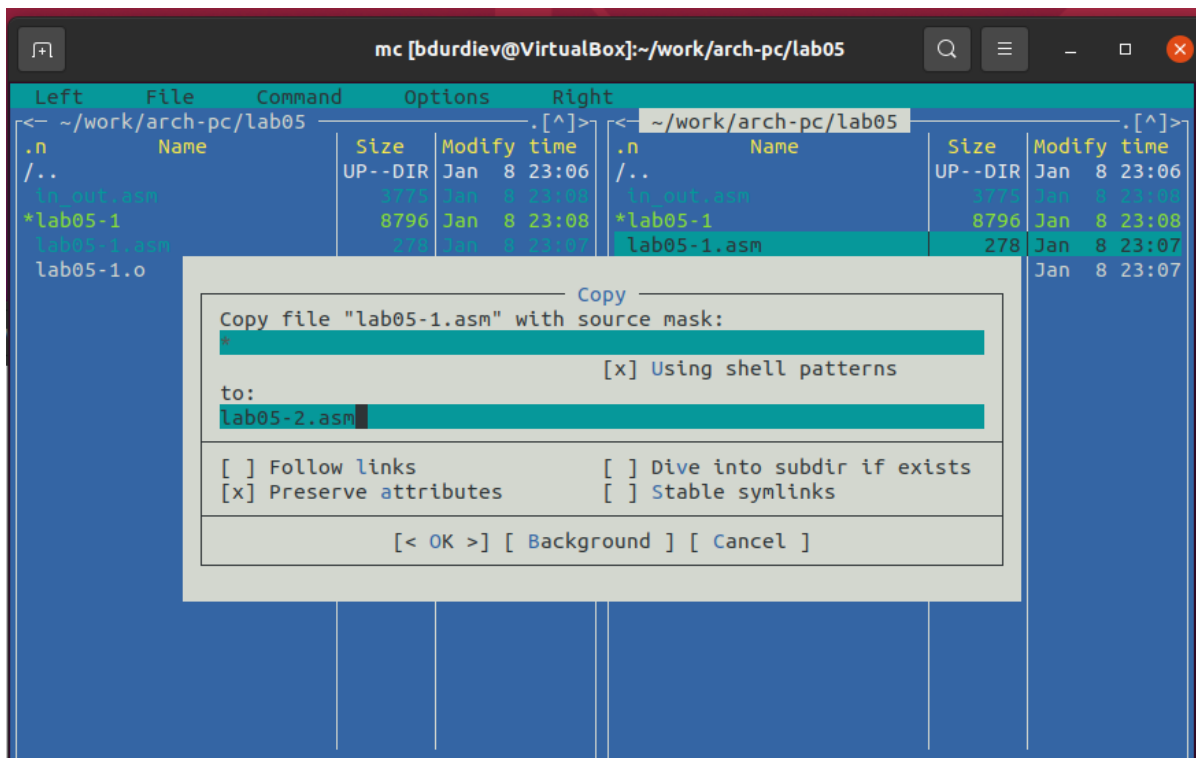 mc [bdurdiev@VirtualBox]:~/work/arch-pc/lab05
Left File Command Options Right
<─ ~/work/arch-pc/lab05 ─.[^]>
.n Name Size Modify time
/.. UP--DIR Jan 8 23:06
in_out.asm 3775 Jan 8 23:08
*lab05-1 8796 Jan 8 23:08
lab05-1.asm 278 Jan 8 23:07
lab05-1.o
<─ ~/work/arch-pc/lab05 ─.[^]>
.n Name Size Modify time
/.. UP--DIR Jan 8 23:06
in_out.asm 3775 Jan 8 23:08
*lab05-1 8796 Jan 8 23:08
lab05-1.asm 278 Jan 8 23:07
Jan 8 23:07
Copy
Copy file "lab05-1.asm" with source mask:
*
[x] Using shell patterns
to:
lab05-2.asm
[ ] Follow links [ ] Dive into subdir if exists
[x] Preserve attributes [ ] Stable symlinks
[< OK >] [ Background ] [ Cancel ]